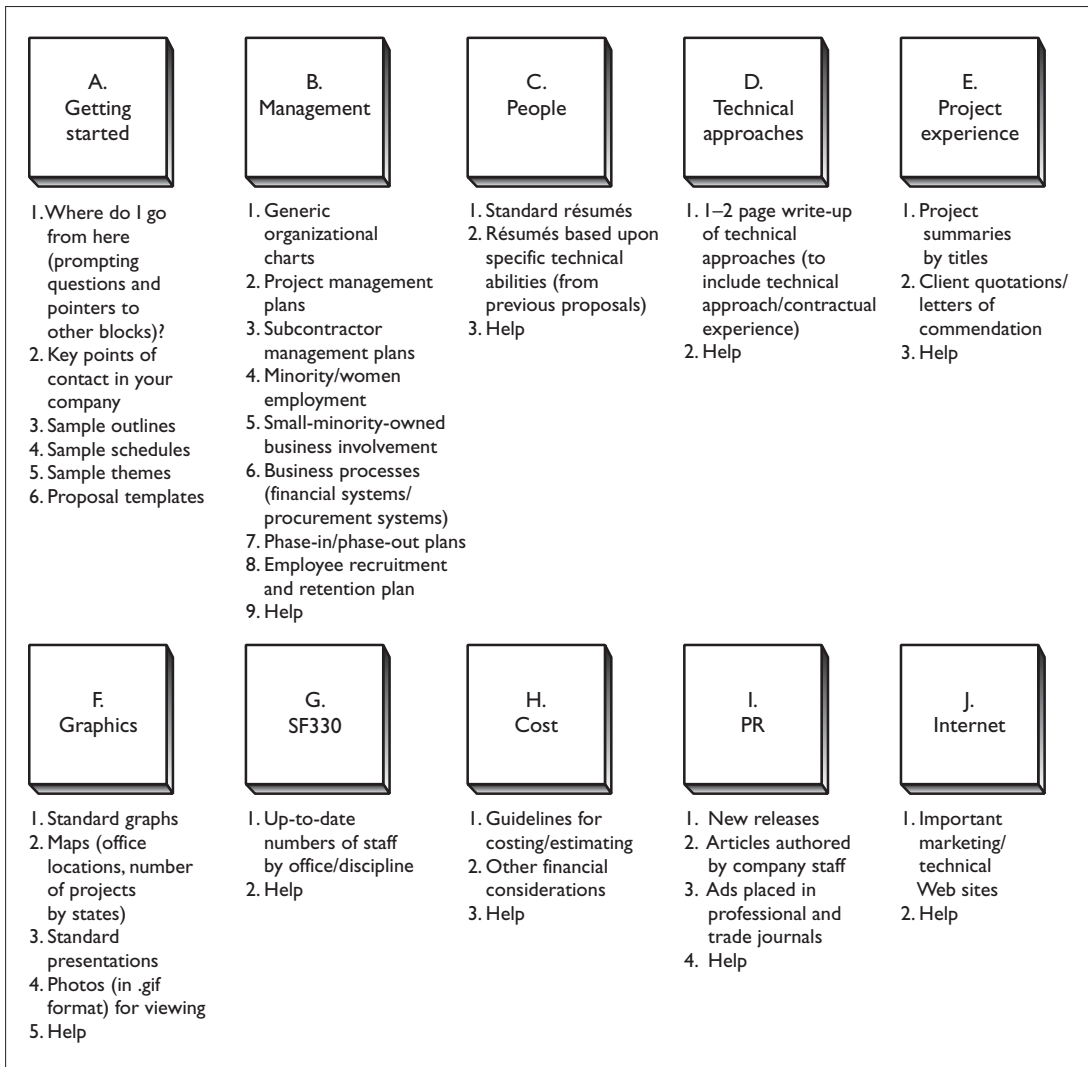 A.
Getting
started
1.Where do I go
from here
(prompting
questions and
pointers to
other blocks)?
2. Key points of
contact in your
company
3. Sample outlines
4. Sample schedules
5. Sample themes
6. Proposal templates
B.
Management
1. Generic
organizational
charts
2. Project management
plans
3. Subcontractor
management plans
4. Minority/women
employment
5. Small-minority-owned
business involvement
6. Business processes
(financial systems/
procurement systems)
7. Phase-in/phase-out plans
8. Employee recruitment
and retention plan
9. Help
C.
People
1. Standard résumés
2. Résumés based upon
specific technical
abilities (from
previous proposals)
3. Help
D.
Technical
approaches
1. 1–2 page write-up
of technical
approaches (to
include technical
approach/contractual
experience)
2. Help
E.
Project
experience
1. Project
summaries
by titles
2. Client quotations/
letters of
commendation
3. Help
F.
Graphics
1. Standard graphs
2. Maps (office
locations, number
of projects
by states)
3. Standard
presentations
4. Photos (in .gif
format) for viewing
5. Help
G.
SF330
1. Up-to-date
numbers of staff
by office/discipline
2. Help
H.
Cost
1. Guidelines for
costing/estimating
2. Other financial
considerations
3. Help
I.
PR
1. New releases
2. Articles authored
by company staff
3. Ads placed in
professional and
trade journals
4. Help
J.
Internet
1. Important
marketing/
technical
Web sites
2. Help